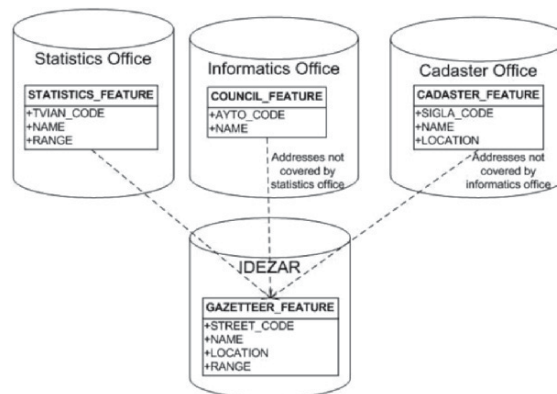 Statistics Office
STATISTICS_FEATURE
+TVIAN_CODE
+NAME
+RANGE
Informatics Office
COUNCIL_FEATURE
+AYTO_CODE
+NAME
Addresses not
covered by
statistics office
Cadaster Office
CADASTER_FEATURE
+SIGLA_CODE
+NAME
+LOCATION
Addresses not
covered by
informatics office
IDEZAR
GAZETTEER_FEATURE
+STREET_CODE
+NAME
+LOCATION
+RANGE